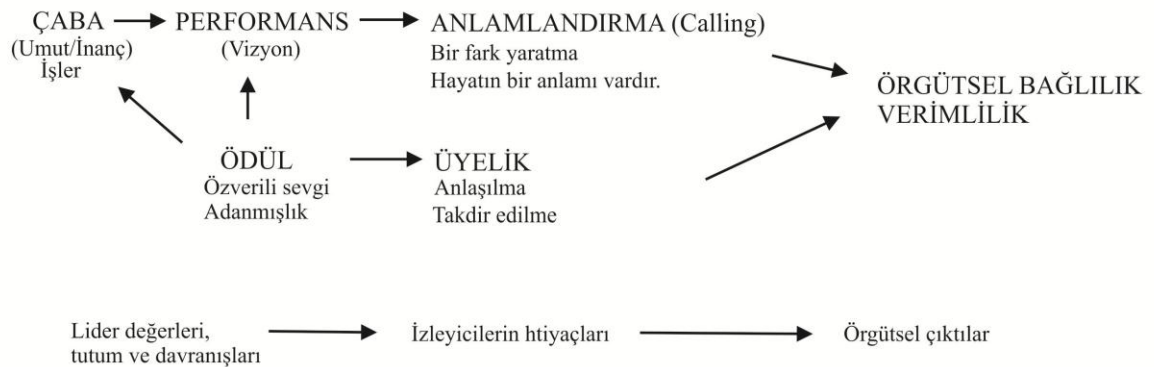 ÇABA
(Umut/İnanç)
İşler
PERFORMANS
(Vizyon)
ANLAMLANDIRMA (Calling)
Bir fark yaratma
Hayatın bir anlamı vardır.
ÖRGÜTSEL BAĞLILIK
VERİMLİLİK
ÖDÜL
Özverili sevgi
Adanmışlık
ÜYELİK
Anlaşılma
Takdir edilme
Lider değerleri,
tutum ve davranışları
İzleyicilerin htiyaçları
Örgütsel çıktılar